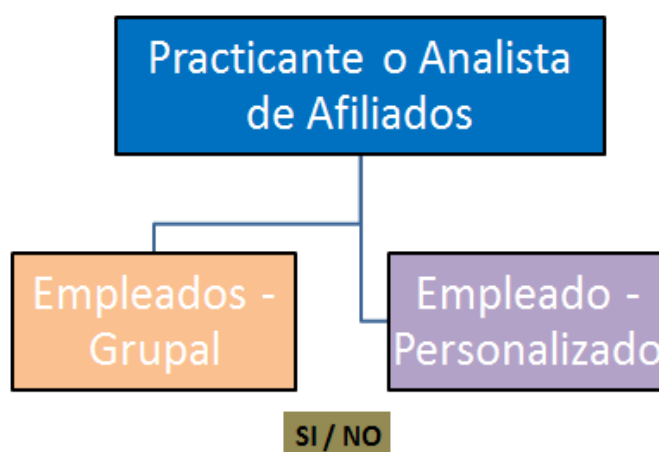 Practicante o Analista
de Afiliados
Empleados -
Grupal
Empleado -
Personalizado
SI / NO